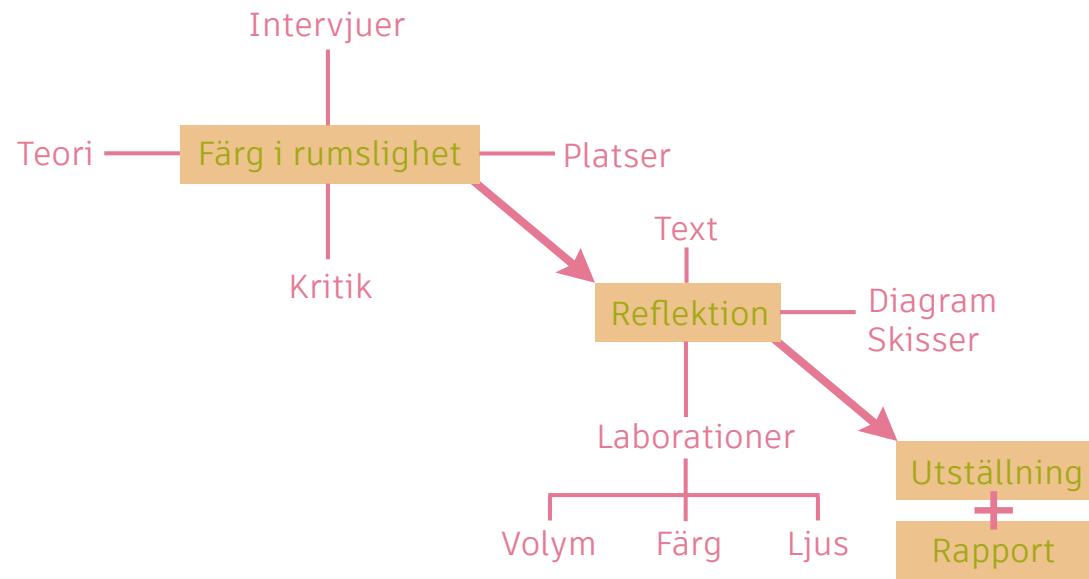 Intervjuer
Teori
Färg i rumslighet
Platser
Kritik
Text
Reflektion
Diagram
Skisser
Laborationer
Volym
Färg
Ljus
Utställning
+
Rapport